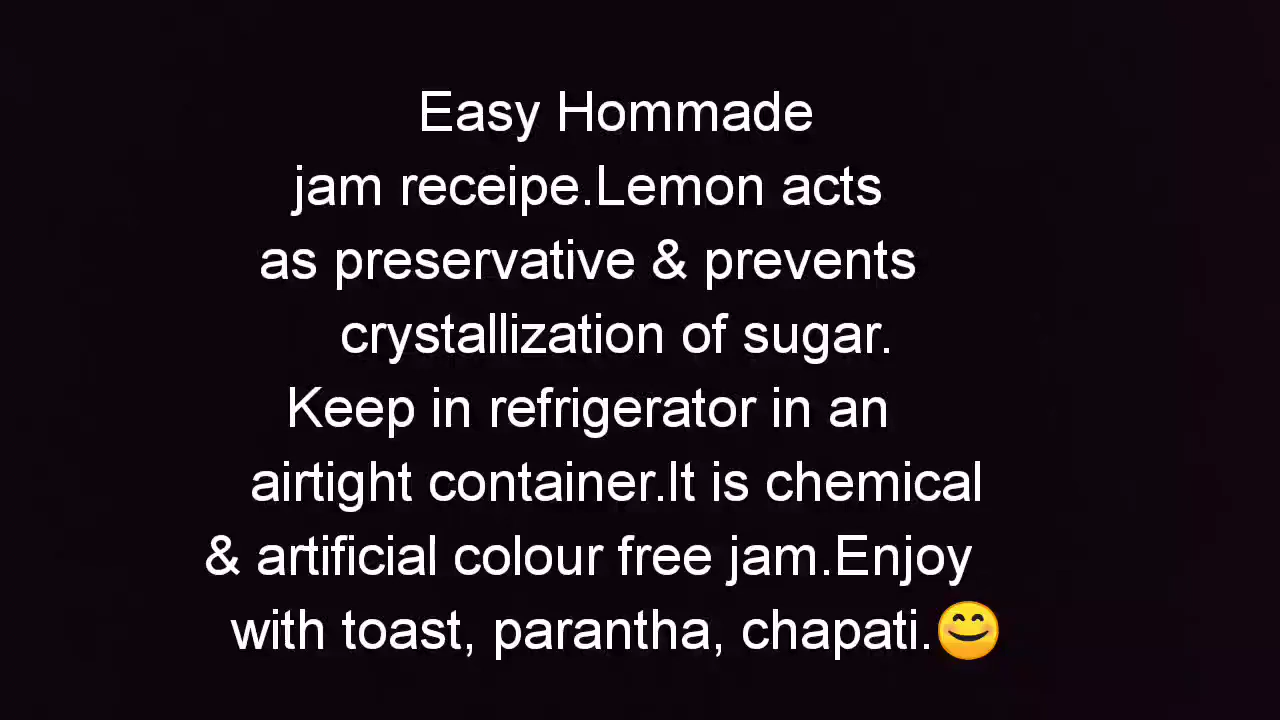 Easy Hommade
jam receipe.Lemon acts
as preservative & prevents
crystallization of sugar.
Keep in refrigerator in an
airtight container.It is chemical
& artificial colour free jam.Enjoy
with toast, parantha, chapati.😊